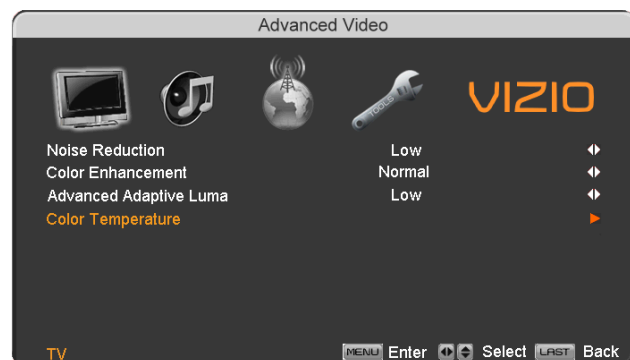 Advanced Video
TOOLS
VIZIO
Noise Reduction Low
Color Enhancement Normal
Advanced Adaptive Luma Low
Color Temperature
TV MENU Enter Select LAST Back